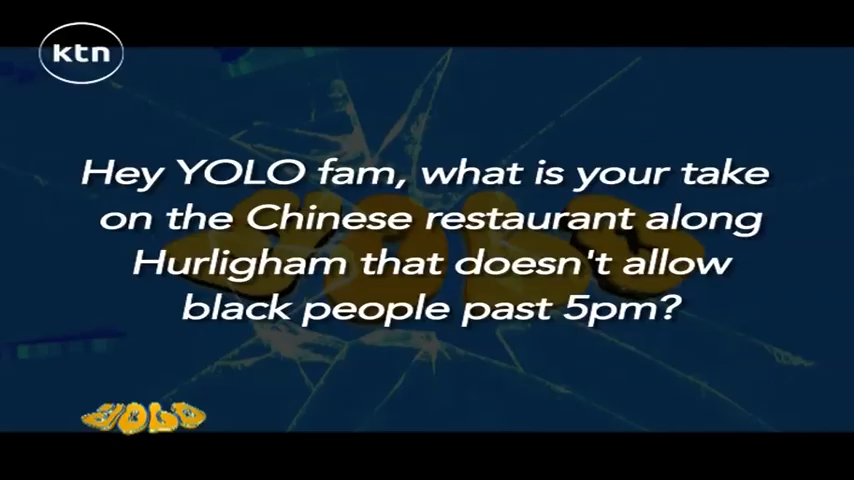 ktn
Hey YOLO fam, what is your take
on the Chinese restaurant along
Hurligham that doesn't allow
black people past 5pm?
YOLO